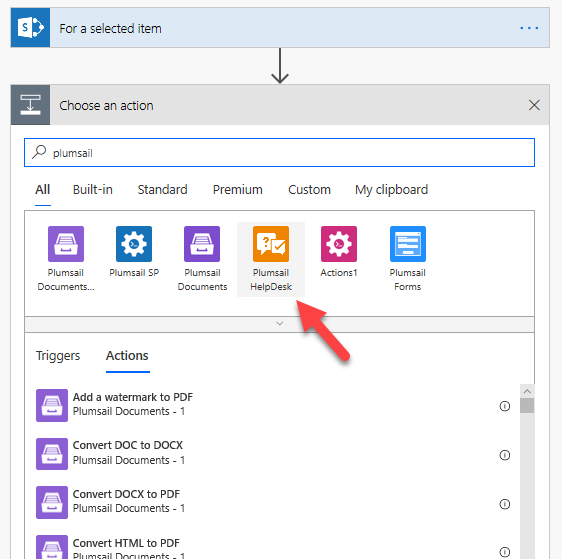 For a selected item
Choose an action
plumsail
All Built-in Standard Premium Custom My clipboard
Plumsail Plumsail SP Plumsail Plumsail Actions1 Plumsail
Documents... Documents HelpDesk Forms
Triggers Actions
Add a watermark to PDF
Plumsail Documents - 1
Convert DOC to DOCX
Plumsail Documents - 1
Convert DOCX to PDF
Plumsail Documents - 1
Convert HTML to PDF
Plumsail Documents - 1